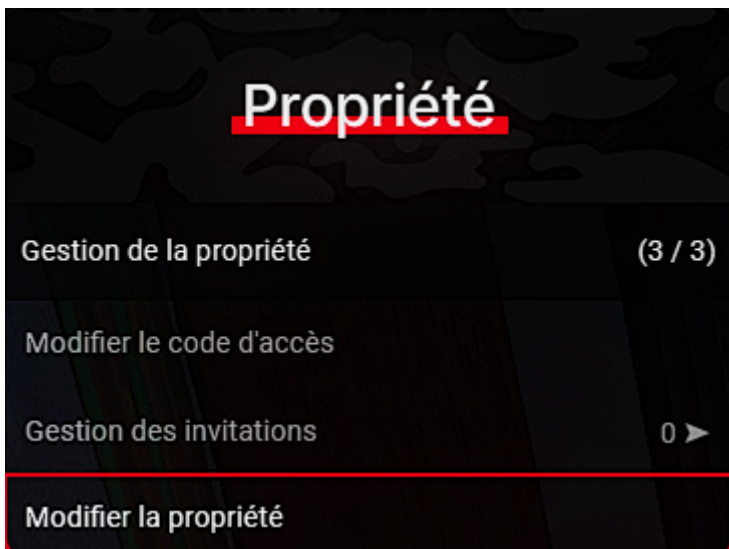 Propriété
Gestion de la propriété (3 / 3)
Modifier le code d'accès
Gestion des invitations 0 ➤
Modifier la propriété